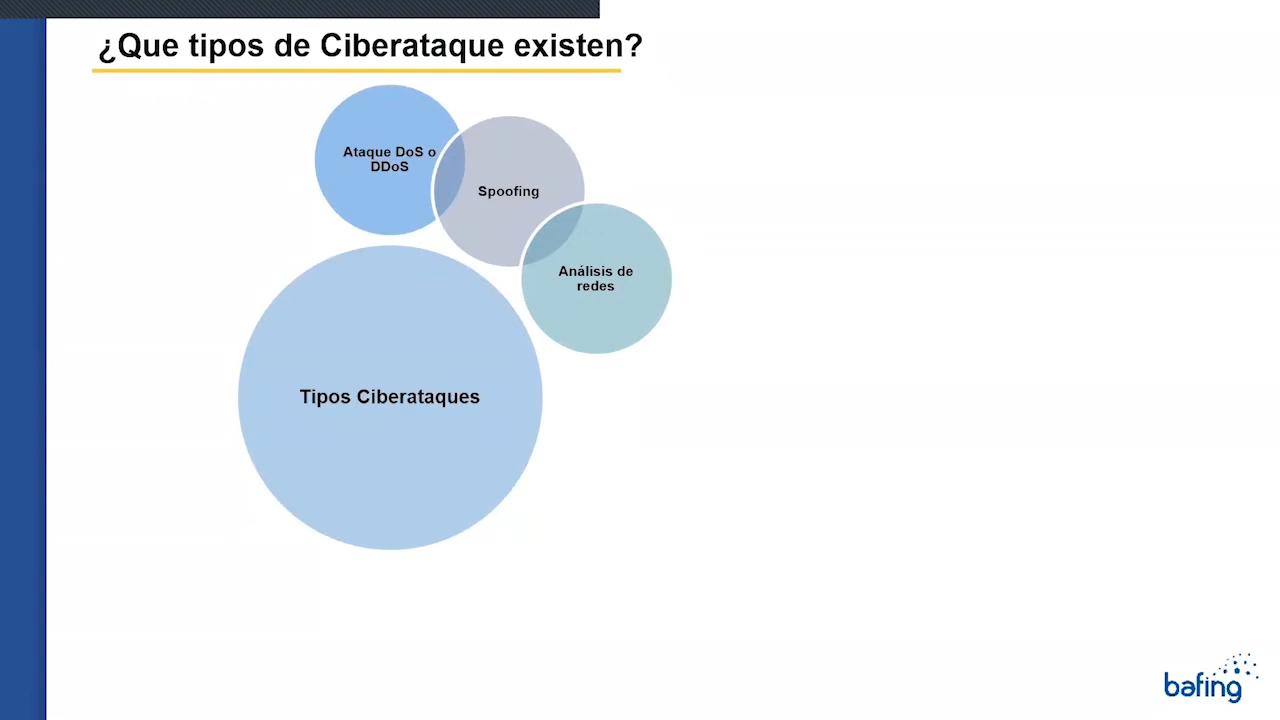 ¿Que tipos de Ciberataque existen?
Ataque DoS o
DDoS
Spoofing
Análisis de
redes
Tipos Ciberataques
bafing